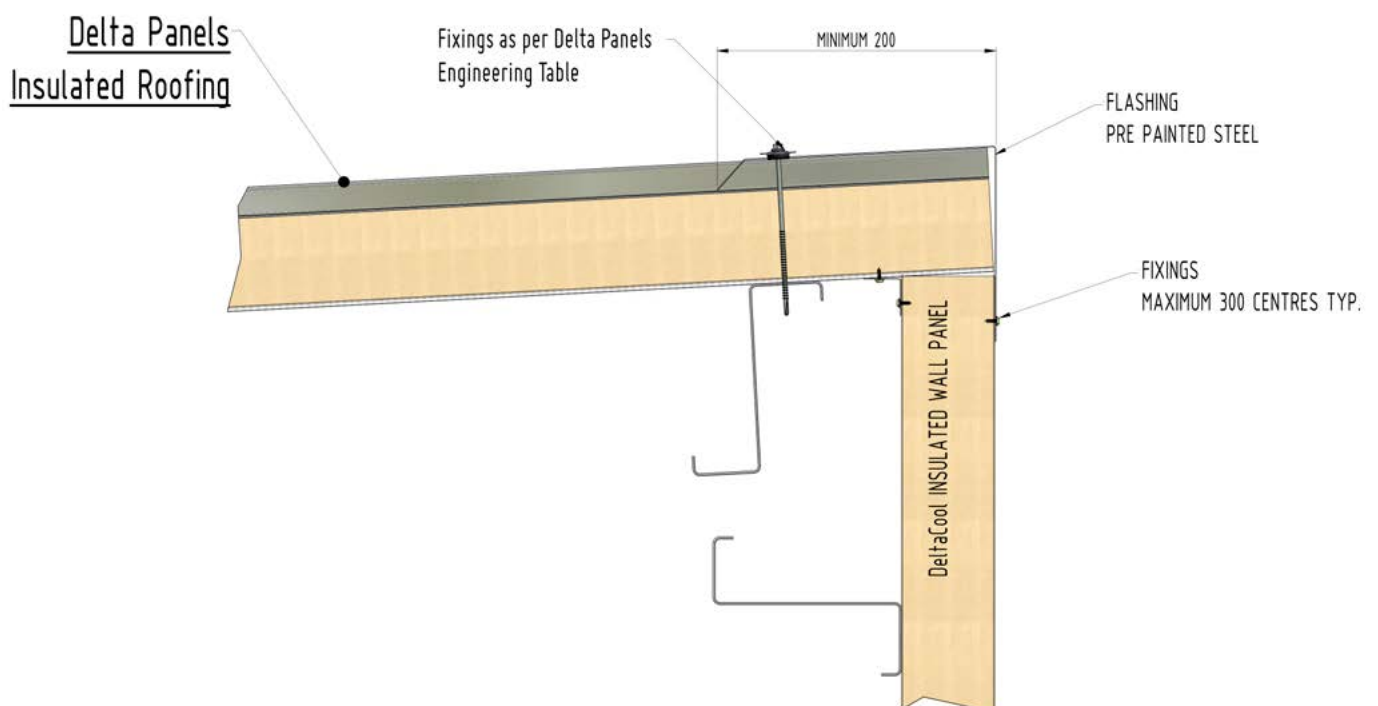 Delta Panels
Insulated Roofing
Fixings as per Delta Panels
Engineering Table
MINIMUM 200
FLASHING
PRE PAINTED STEEL
FIXINGS
MAXIMUM 300 CENTRES TYP.
DeltaCool INSULATED WALL PANEL